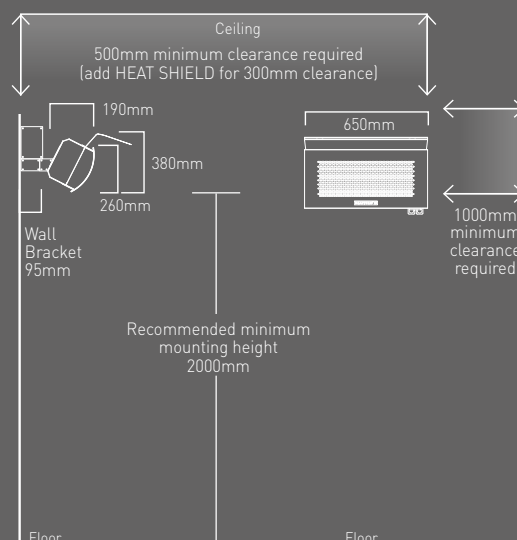 Ceiling
500mm minimum clearance required
(add HEAT SHIELD for 300mm clearance)
190mm
650mm
380mm
260mm
Wall
Bracket
95mm
1000mm
minimum
clearance
required
Recommended minimum
mounting height
2000mm
Floor
Floor